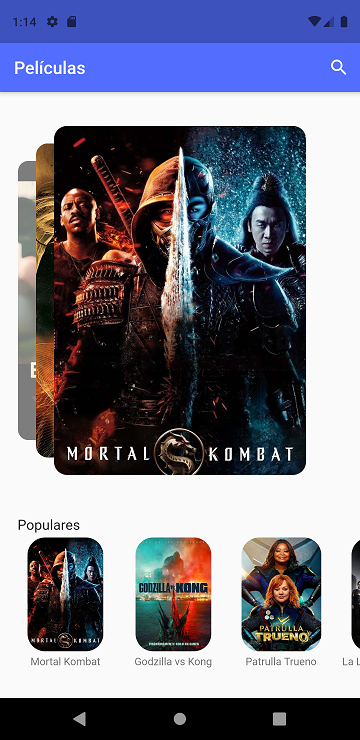 1:14
Películas
MORTAL KOMBAT
Populares
MORTAL KOMBAT
GODZILLA VS KONG
PATRULLA
TRUENO
Mortal Kombat
Godzilla vs Kong
Patrulla Trueno
La L